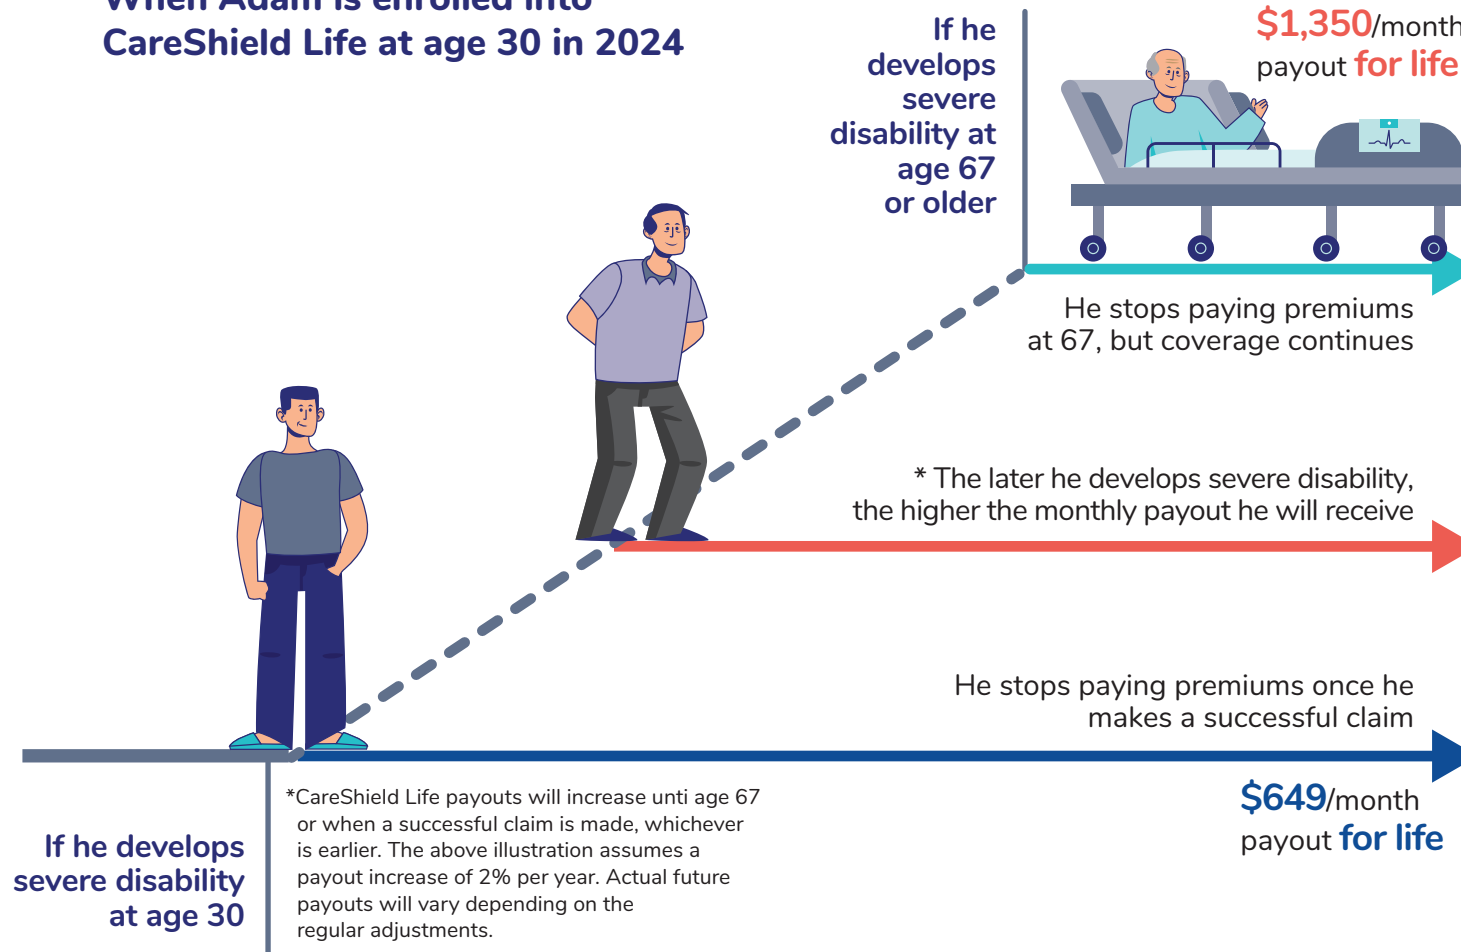 When Adam is enrolled into
CareShield Life at age 30 in 2024
If he
develops
severe
disability at
age 67
or older
$1,350/month
payout for life
He stops paying premiums
at 67, but coverage continues
* The later he develops severe disability,
the higher the monthly payout he will receive
He stops paying premiums once he
makes a successful claim
$649/month
payout for life
If he develops
severe disability
at age 30
*CareShield Life payouts will increase unti age 67
or when a successful claim is made, whichever
is earlier. The above illustration assumes a
payout increase of 2% per year. Actual future
payouts will vary depending on the
regular adjustments.